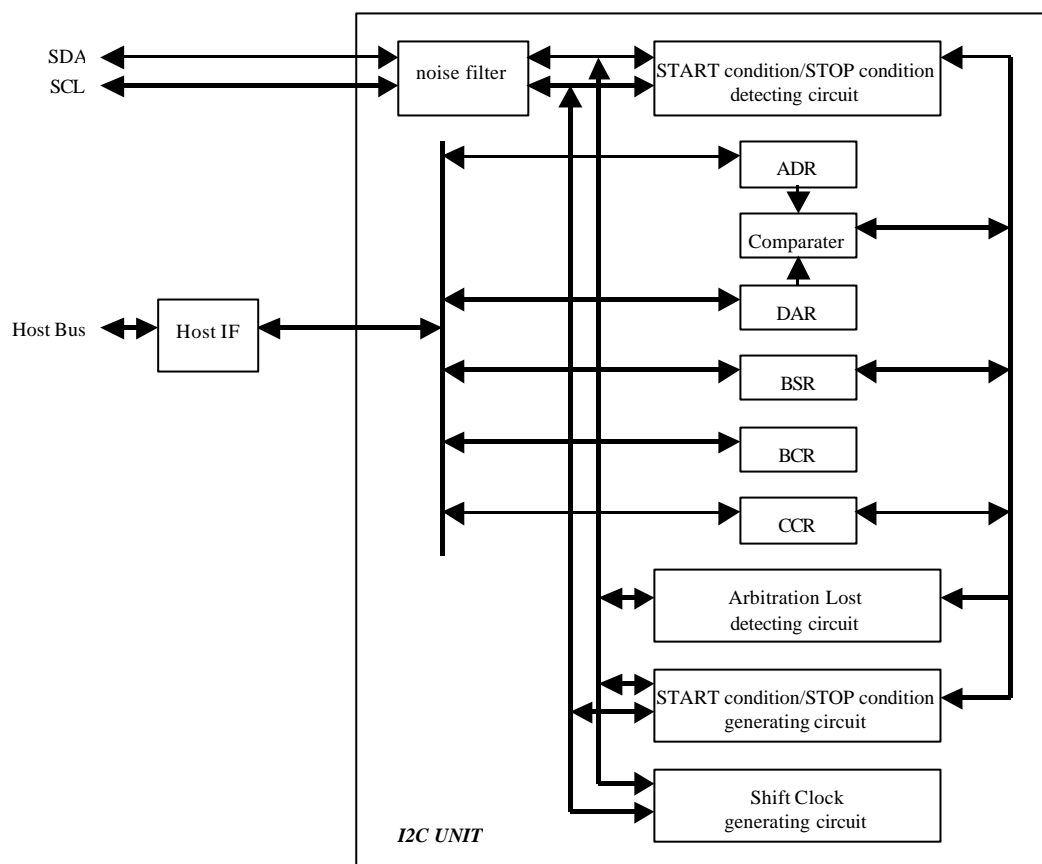 SDA
SCL
noise filter
START condition/STOP condition
detecting circuit
ADR
Comparater
DAR
Host Bus
Host IF
BSR
BCR
CCR
Arbitration Lost
detecting circuit
START condition/STOP condition
generating circuit
Shift Clock
generating circuit
I2C UNIT